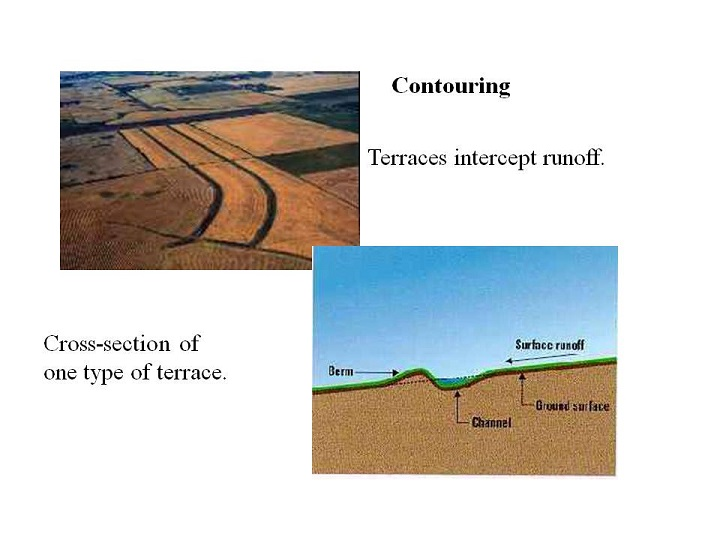 Contouring
Terraces intercept runoff.
Cross-section of
one type of terrace.
Surface runoff
Berm
Ground surface
Channel